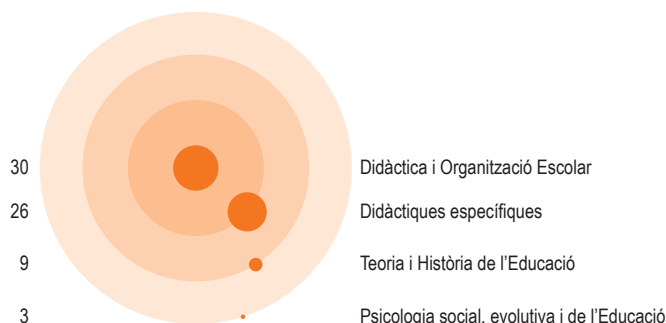 30 Didàctica i Organització Escolar
26 Didàctiques específiques
9 Teoria i Història de l’Educació
3 Psicologia social, evolutiva i de l’Educació